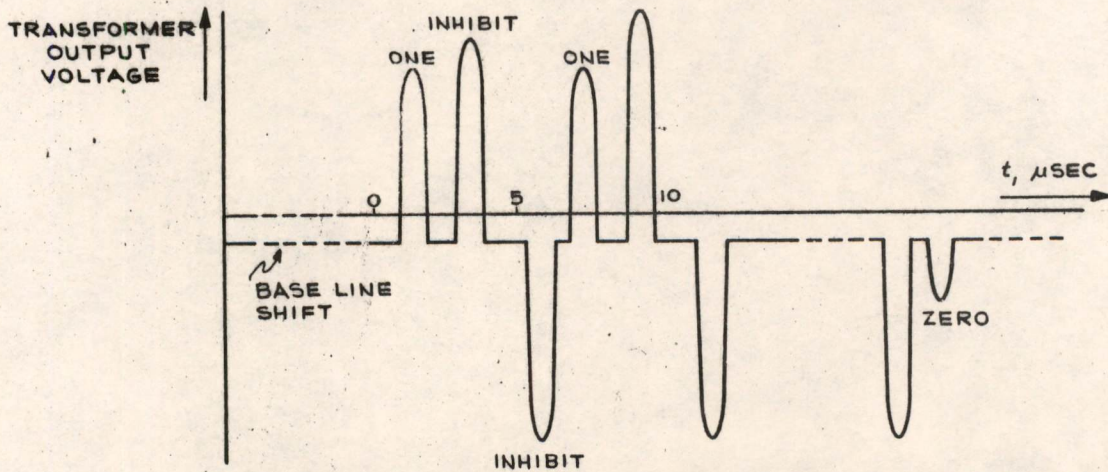 TRANSFORMER
OUTPUT
VOLTAGE
INHIBIT
ONE
ONE
t, μSEC
0
5
10
BASE LINE
SHIFT
ZERO
INHIBIT